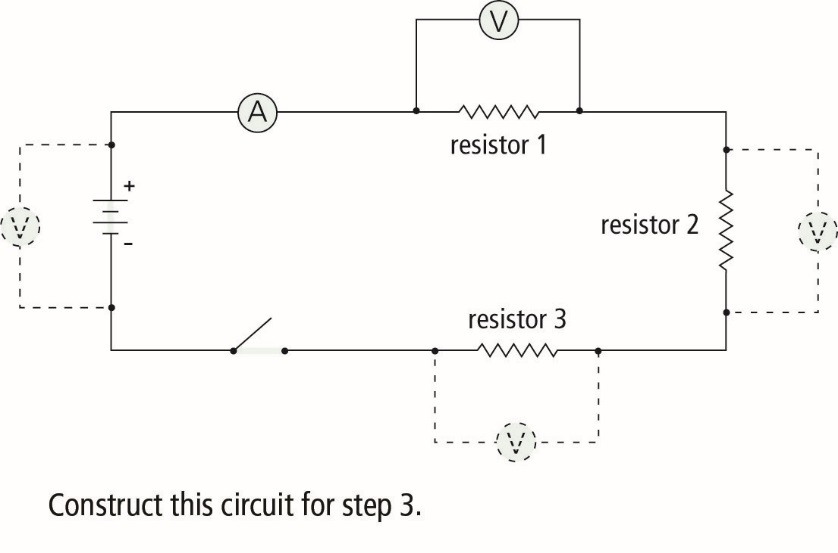 V
A
resistor 1
+
V
resistor 2
V
-
resistor 3
V
Construct this circuit for step 3.